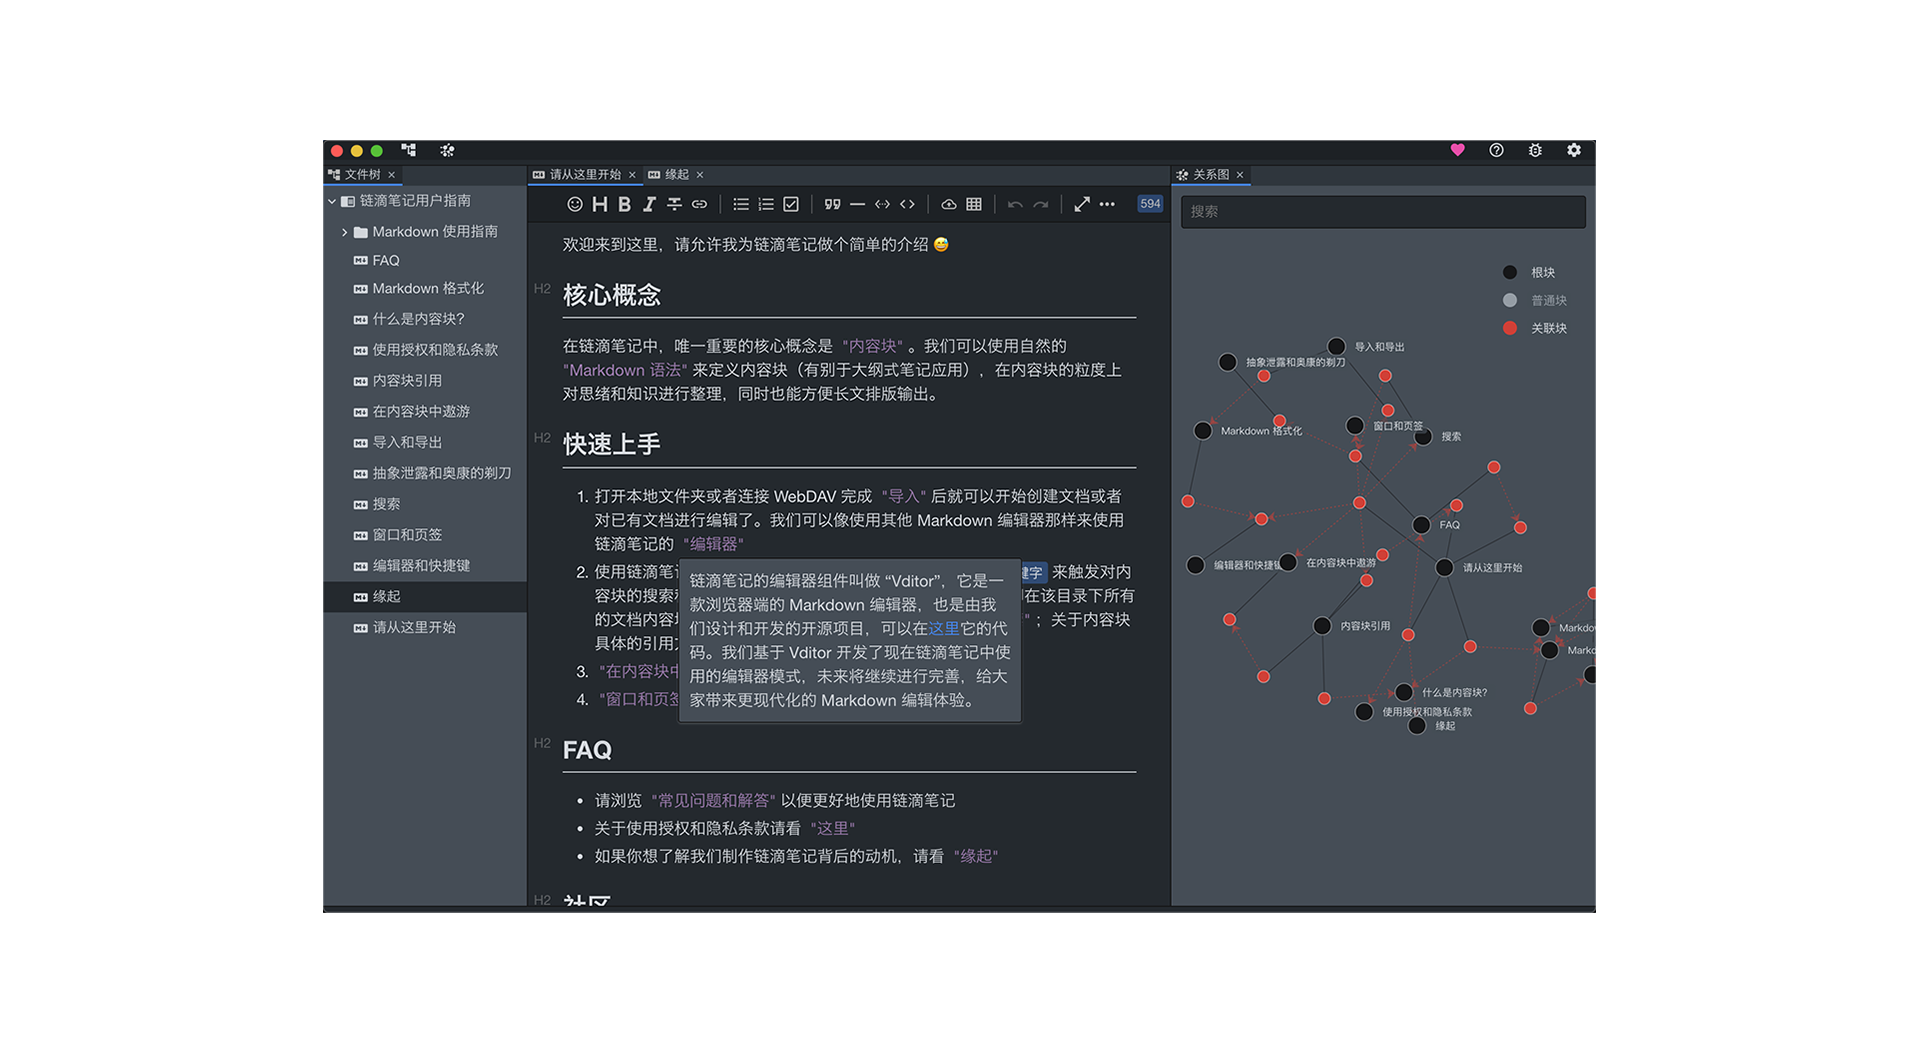 文件树
链滴笔记用户指南
Markdown 使用指南
FAQ
Markdown 格式化
什么是内容块?
使用授权和隐私条款
内容块引用
在内容块中遨游
导入和导出
抽象泄露和奥康的剃刀
搜索
窗口和页签
编辑器和快捷键
缘起
请从这里开始
请从这里开始 缘起
594
欢迎来到这里，请允许我为链滴笔记做个简单的介绍 😅
H2 核心概念
在链滴笔记中，唯一重要的核心概念是 "内容块" 。我们可以使用自然的
"Markdown 语法" 来定义内容块（有别于大纲式笔记应用），在内容块的粒度上
对思绪和知识进行整理，同时也能方便长文排版输出。
H2 快速上手
1. 打开本地文件夹或者连接 WebDAV 完成 "导入" 后就可以开始创建文档或者
对已有文档进行编辑了。我们可以像使用其他 Markdown 编辑器那样来使用
链滴笔记的 "编辑器"
2. 使用链滴笔 键字 来触发对内
容块的搜索 在该目录下所有
的文档内容 " ；关于内容块
具体的引用
3. "在内容块
4. "窗口和页签
链滴笔记的编辑器组件叫做 “Vditor”，它是一
款浏览器端的 Markdown 编辑器，也是由我
们设计和开发的开源项目，可以在这里它的代
码。我们基于 Vditor 开发了现在链滴笔记中使
用的编辑器模式，未来将继续进行完善，给大
家带来更现代化的 Markdown 编辑体验。
H2 FAQ
• 请浏览 "常见问题和解答" 以便更好地使用链滴笔记
• 关于使用授权和隐私条款请看 "这里"
• 如果你想了解我们制作链滴笔记背后的动机，请看 "缘起"
H2 社区
关系图
搜索
根块
普通块
关联块
导入和导出
抽象泄露和奥康的剃刀
Markdown 格式化
窗口和页签
搜索
FAQ
编辑器和快捷键
在内容块中遨游
请从这里开始
内容块引用
Markdo
Markd
什么是内容块?
使用授权和隐私条款
缘起